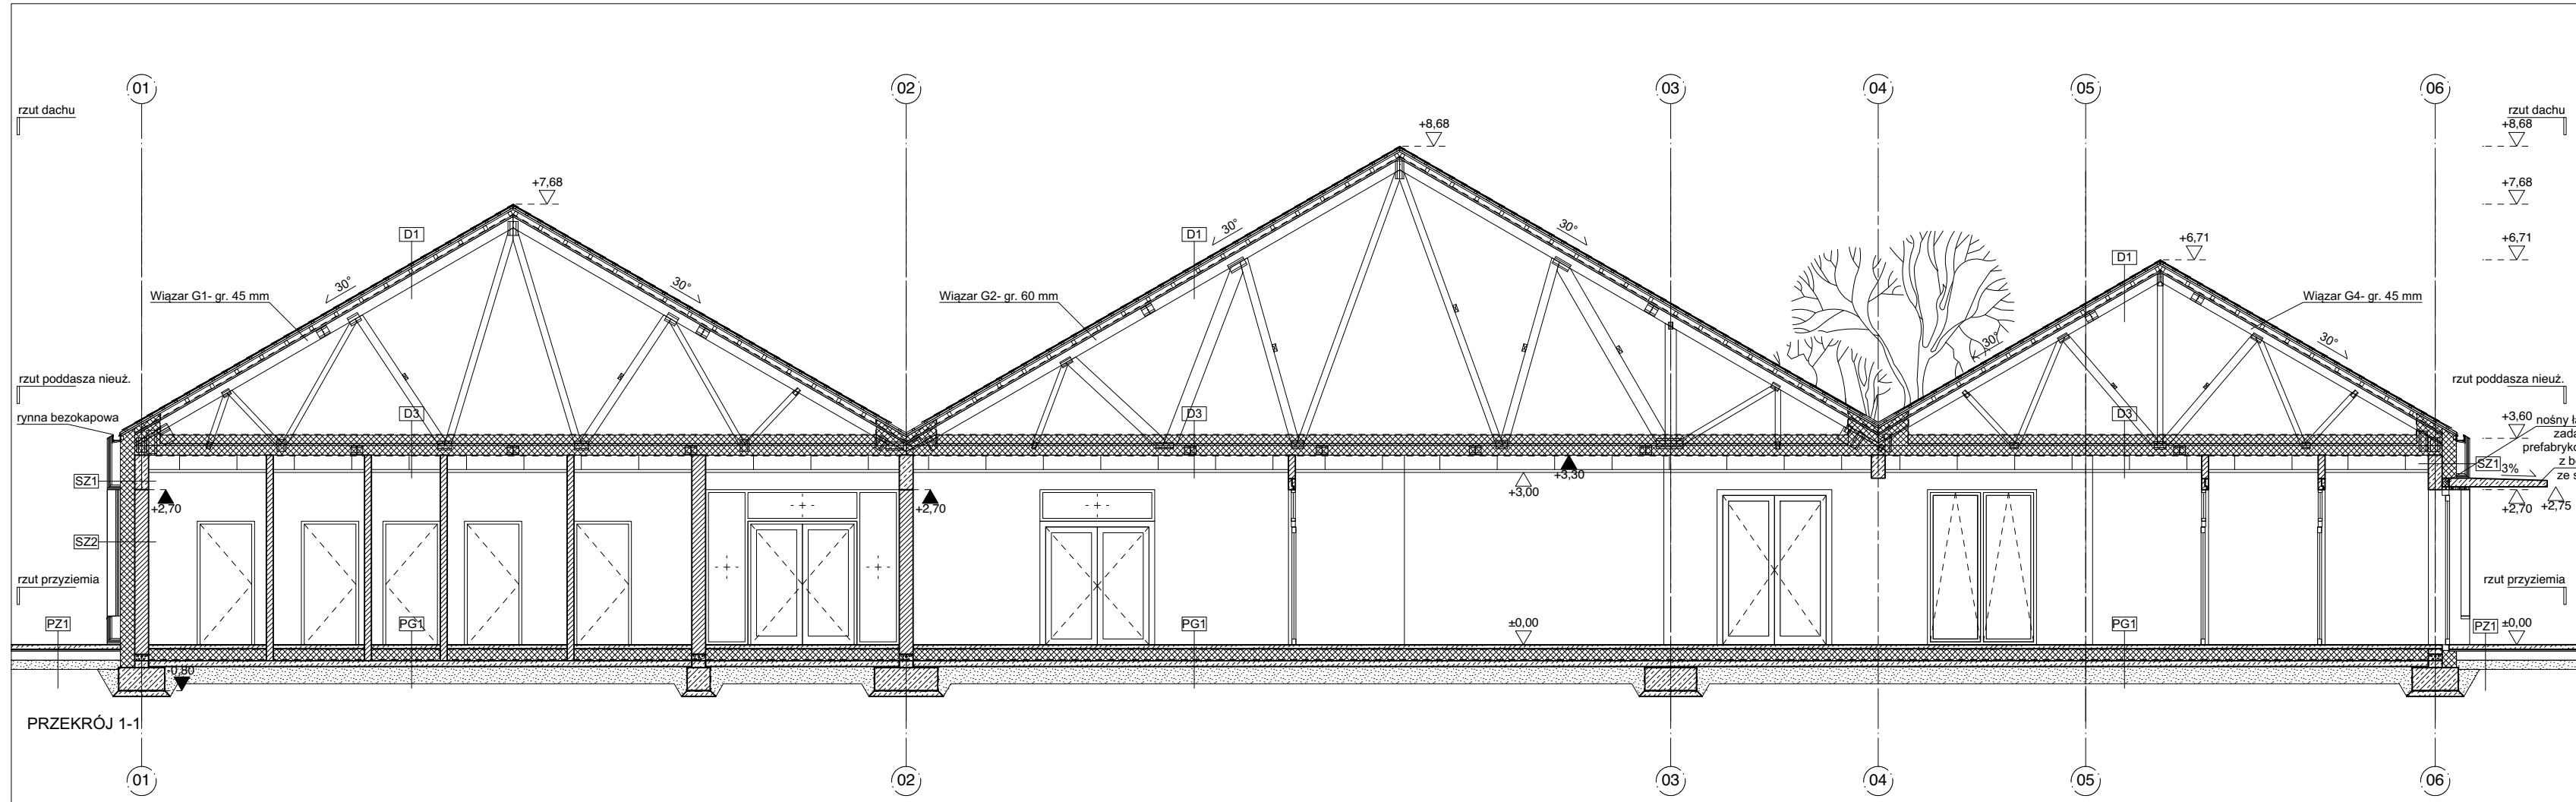 01
02
03
04
05
06
rzut dachu
rzut dachu
+8,68
+8,68
+7,68
+7,68
+6,71
+6,71
D1
D1
D1
30°
30°
30°
30°
30°
30°
Wiązar G1- gr. 45 mm
Wiązar G2- gr. 60 mm
Wiązar G4- gr. 45 mm
rzut poddasza nieuż.
rzut poddasza nieuż.
rynna bezokapowa
D3
D3
D3
+3,60
nośny
zada
prefabryko
z b
ze s
SZ1
SZ1
3%
+2,70
+2,70
+3,00
+3,30
+2,70
+2,75
SZ2
rzut przyziemia
rzut przyziemia
PZ1
PG1
PG1
±0,00
PG1
PZ1
±0,00
-0,80
PRZEKRÓJ 1-1
01
02
03
04
05
06